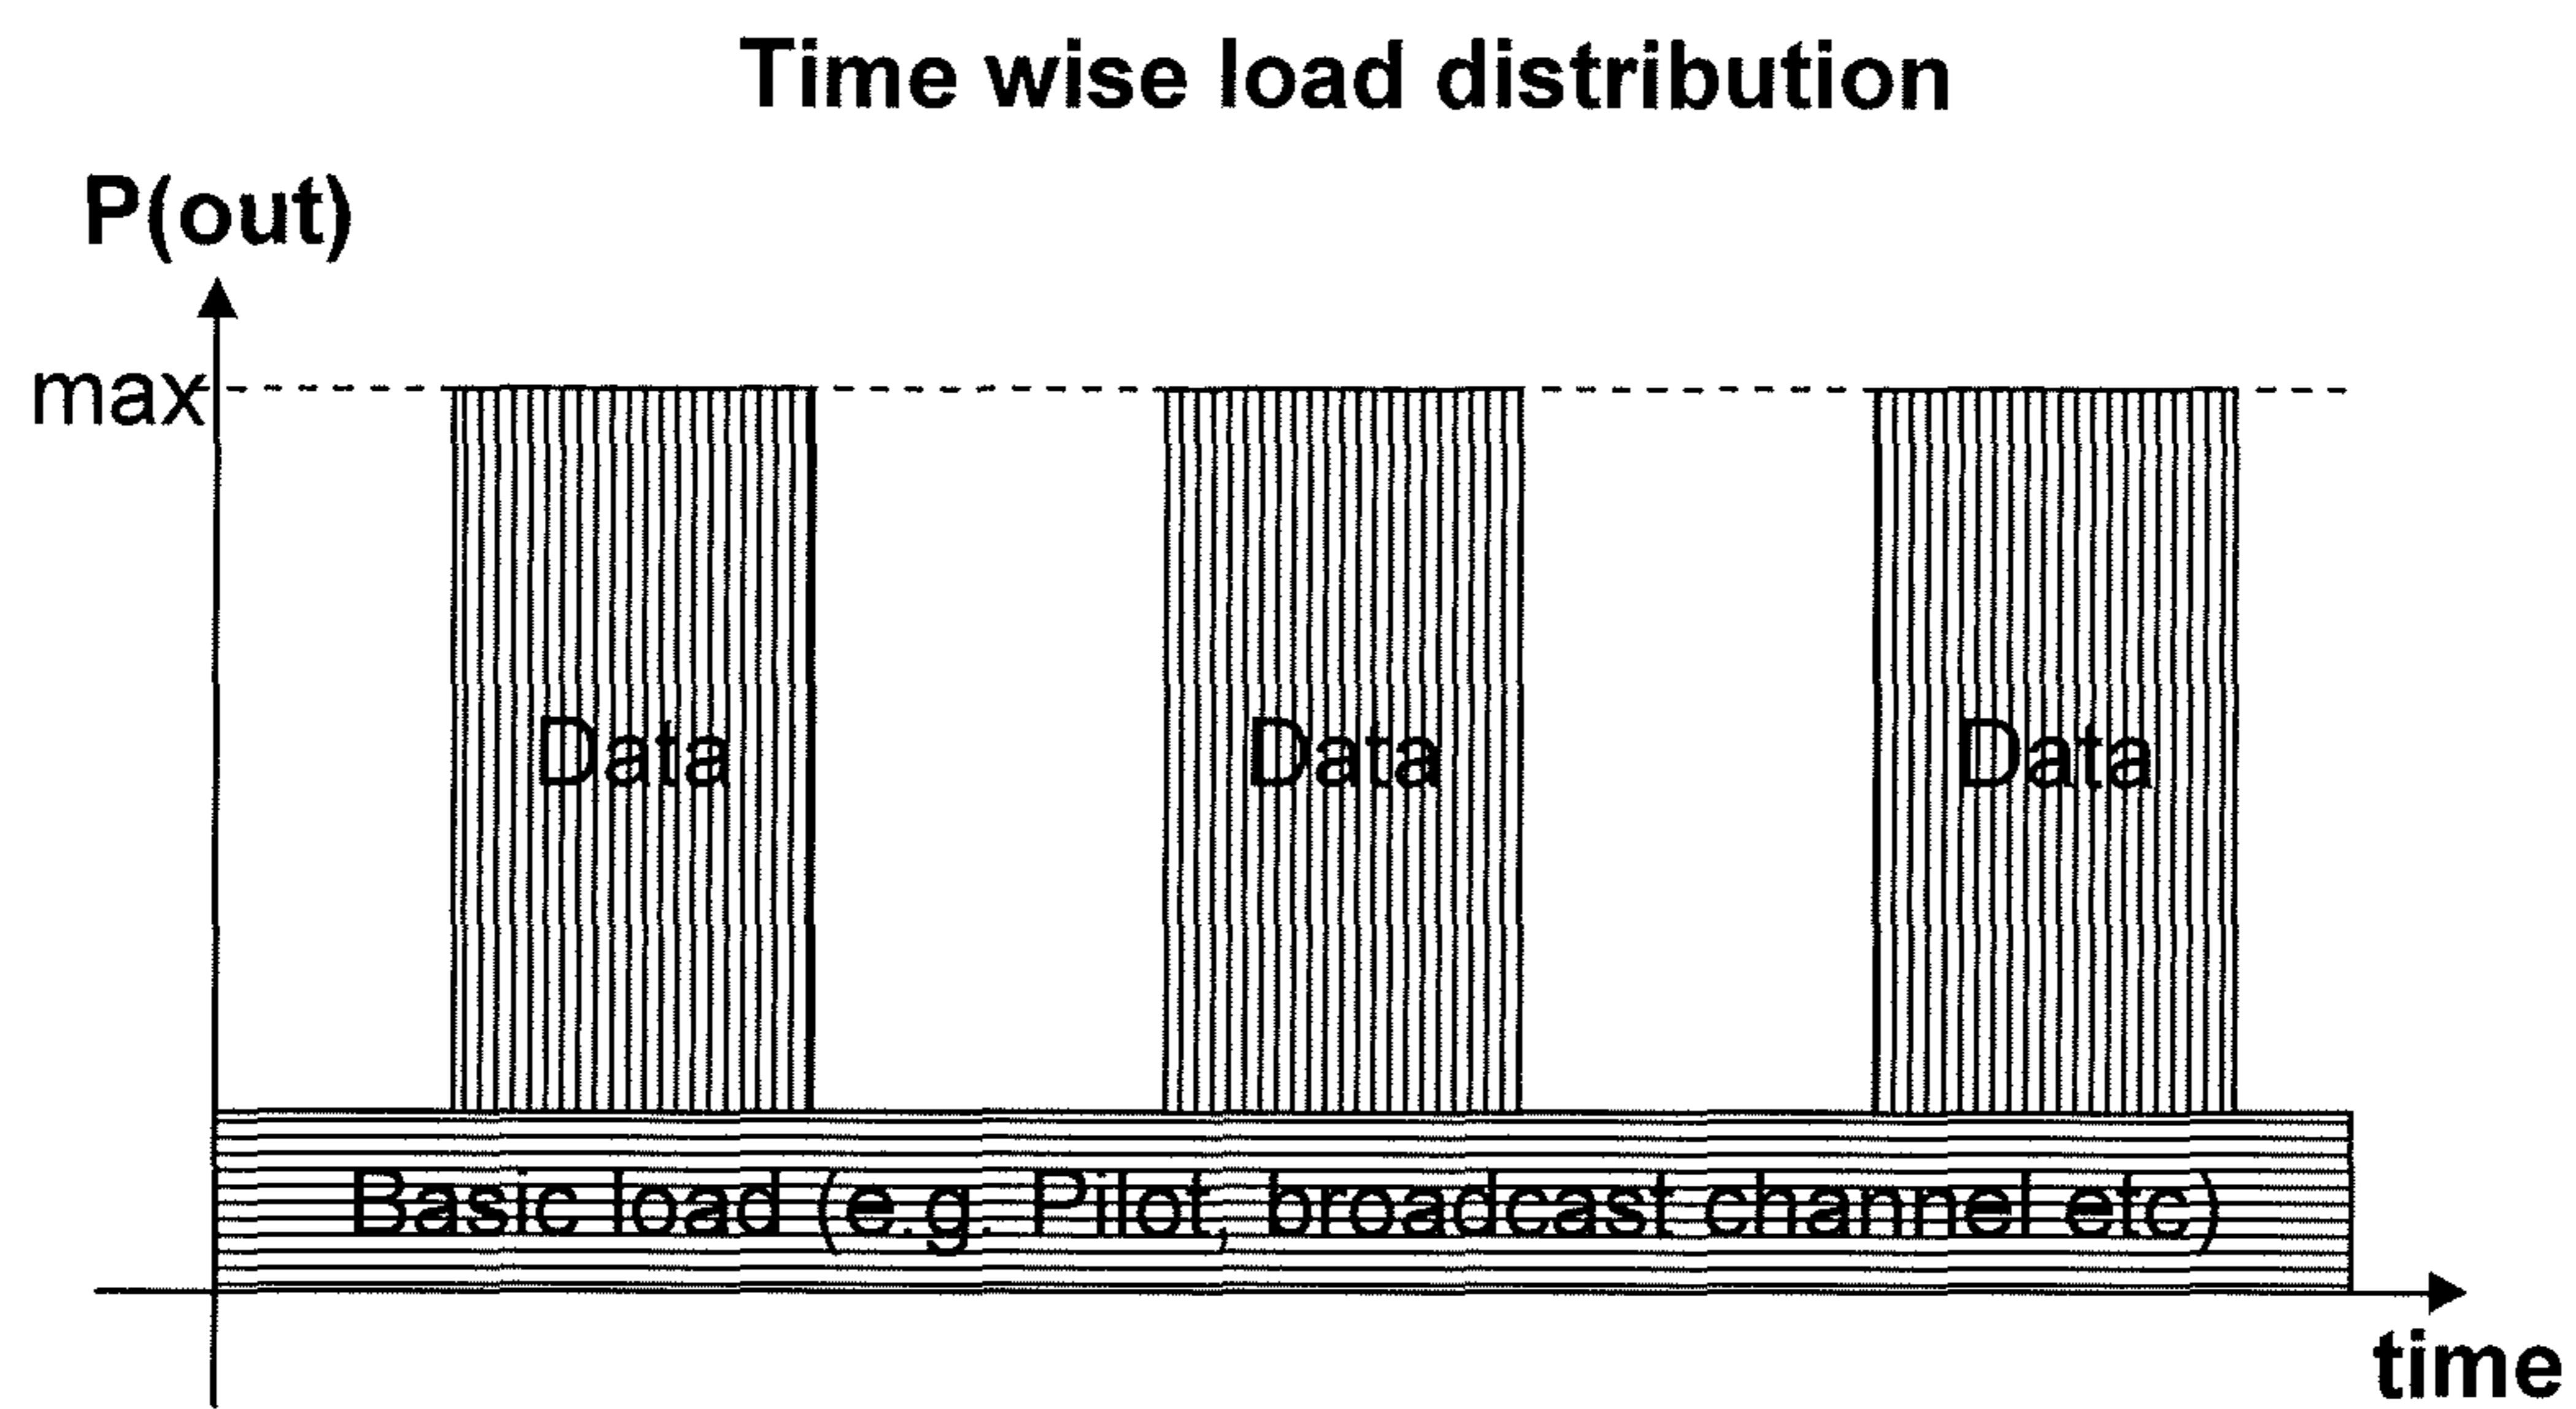 Time wise load distribution
P(out)
max
Data Data Data
Basic load (e.g. Pilot, broadcast channel etc)
time